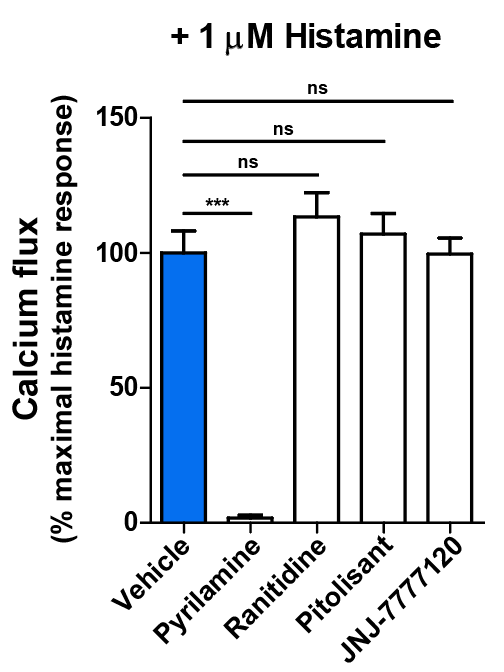 + 1 μM Histamine
Calcium flux
(% maximal histamine response)
150
100
50
0
ns
ns
ns
***
Vehicle
Pyrilamine
Ranitidine
Pitolisant
JNJ-7777120